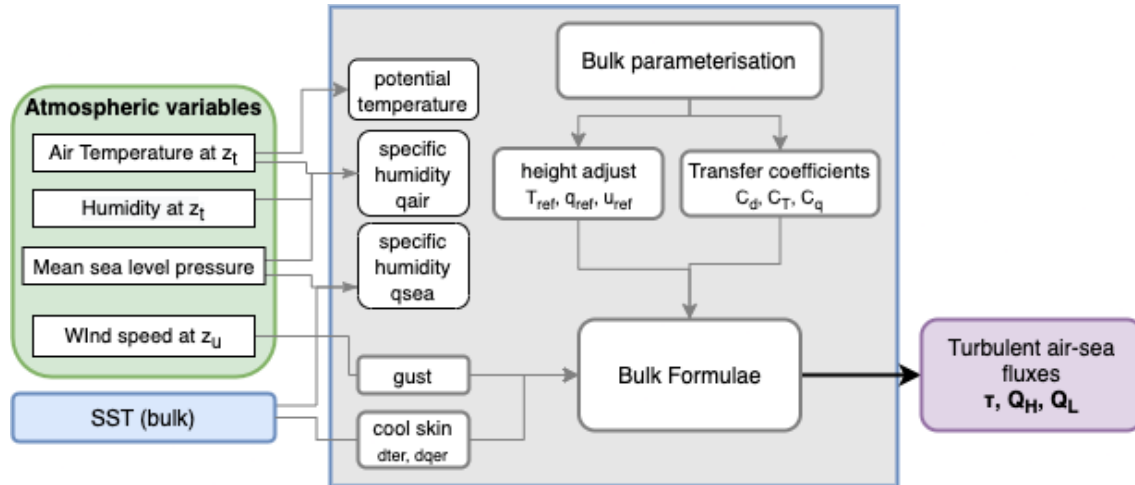 Atmospheric variables
Air Temperature at zt
Humidity at zt
Mean sea level pressure
WInd speed at zu
SST (bulk)
potential
temperature
specific
humidity
qair
specific
humidity
qsea
gust
cool skin
dter, dqer
Bulk parameterisation
height adjust
Tref, qref, uref
Transfer coefficients
Cd, CT, Cq
Bulk Formulae
Turbulent air-sea
fluxes
τ, QH, QL